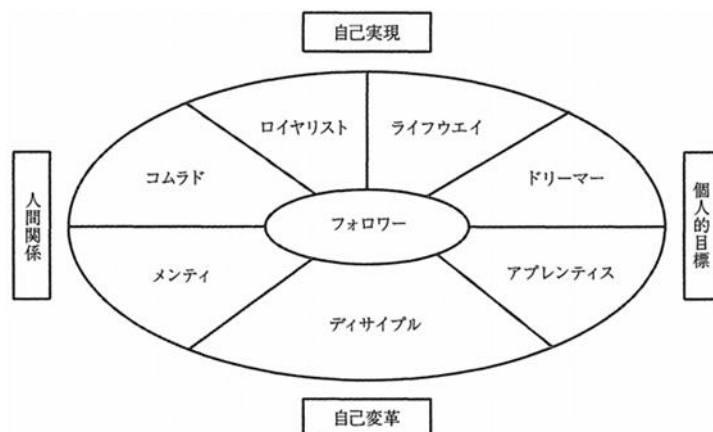 自己実現
ロイヤリスト
ライフウエイ
コムラド
ドリーマー
人間関係
フォロワー
個人的目標
メンティ
アプレンティス
ディサイプル
自己変革